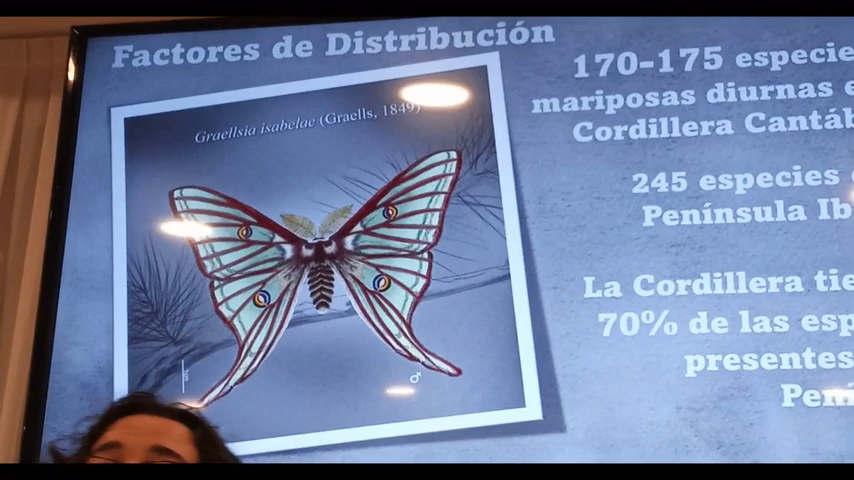 Factores de Distribución
Graellsia isabelae (Graells, 1849)
♂
170-175 especie
mariposas diurnas e
Cordillera Cantáb
245 especies
Península Ib
La Cordillera tie
70% de las esp
presentes
Pení